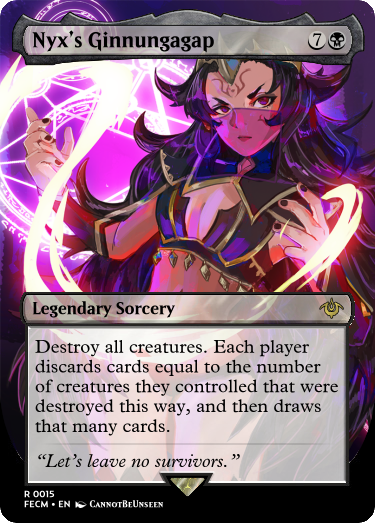 Nyx's Ginnungagap 7
Legendary Sorcery
Destroy all creatures. Each player
discards cards equal to the number
of creatures they controlled that were
destroyed this way, and then draws
that many cards.
“Let's leave no survivors.”
R 0015
FECM • EN CannotBeUnseen